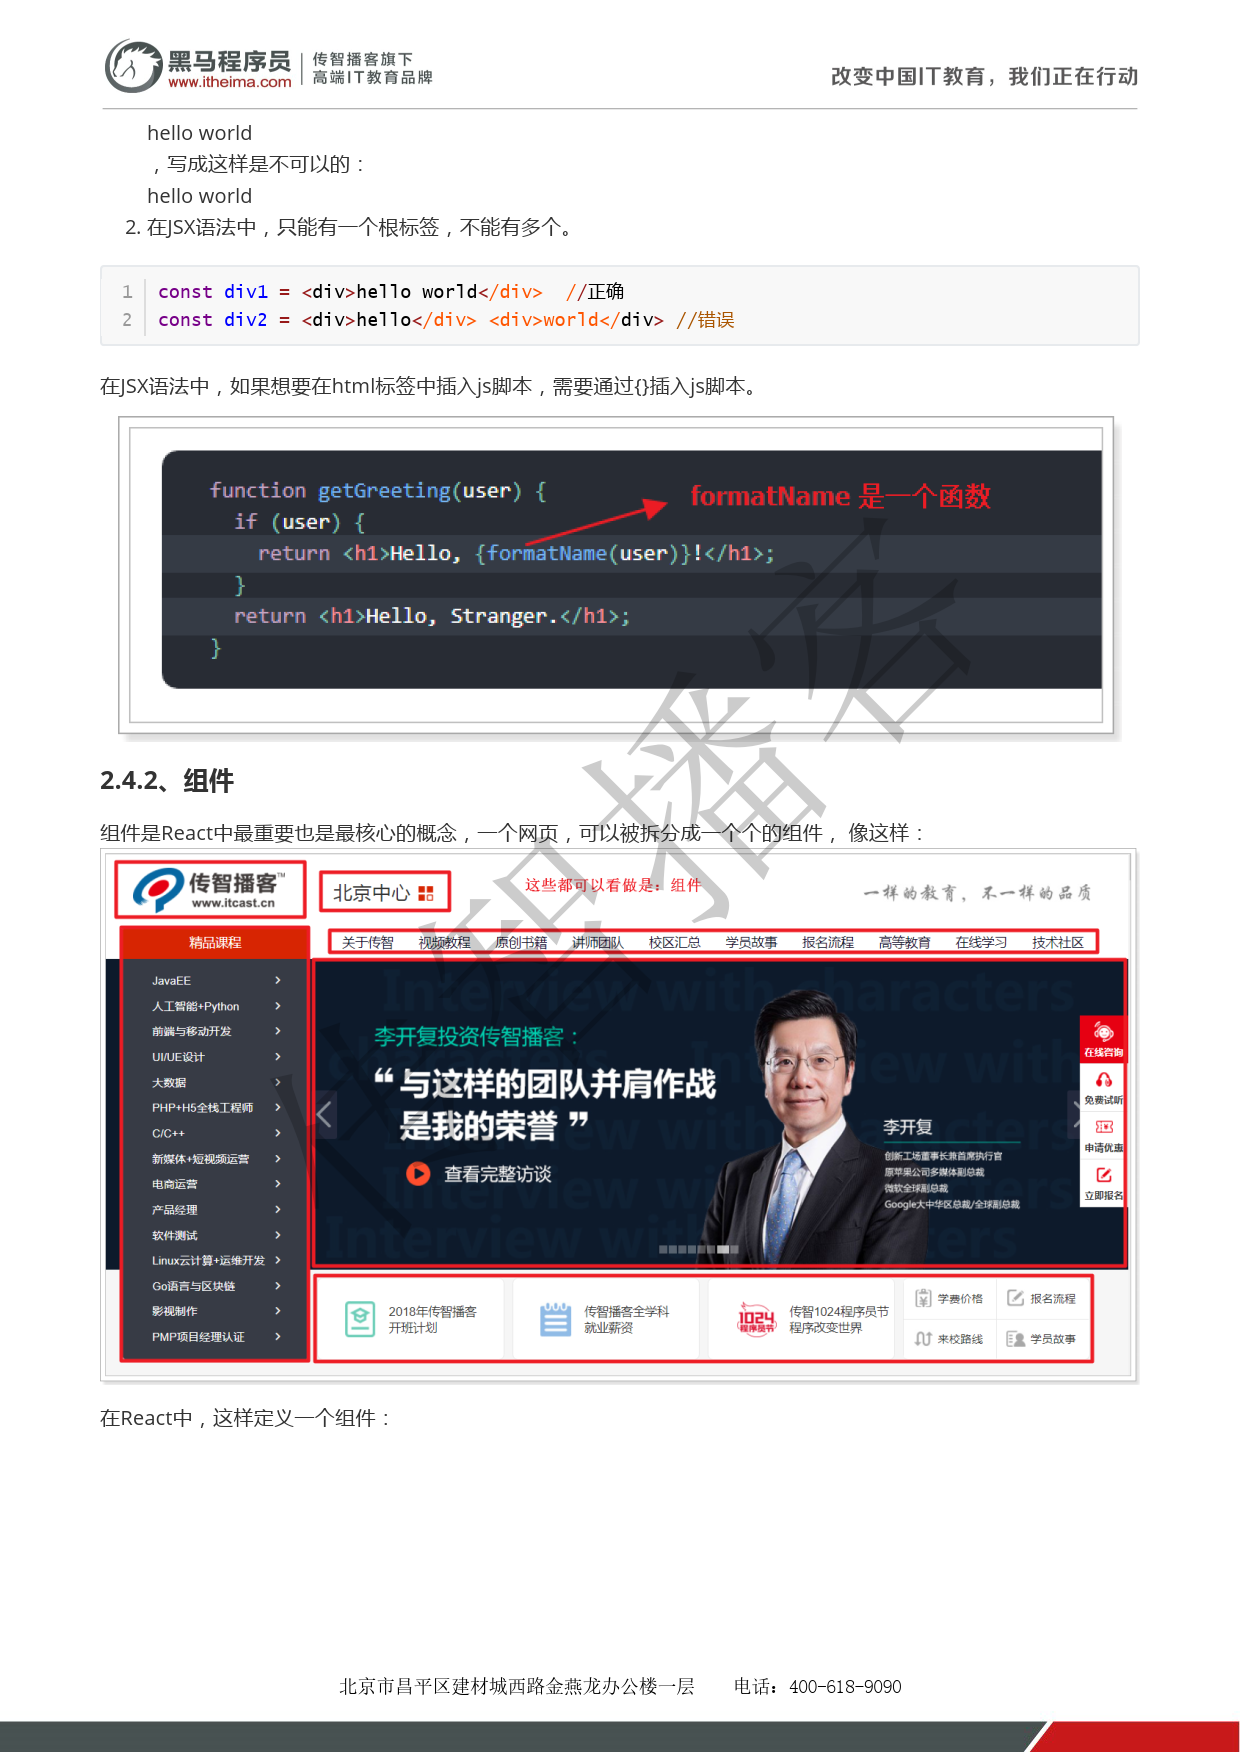 黑马程序员
www.itheima.com
传智播客旗下
高端IT教育品牌
改变中国IT教育，我们正在行动
hello world
，写成这样是不可以的：
hello world
2. 在JSX语法中，只能有一个根标签，不能有多个。
1 const div1 = <div>hello world</div>  //正确
2 const div2 = <div>hello</div> <div>world</div> //错误
在JSX语法中，如果想要在html标签中插入js脚本，需要通过{}插入js脚本。
function getGreeting(user) {
formatName 是一个函数
if (user) {
return <h1>Hello, {formatName(user)}!</h1>;
}
return <h1>Hello, Stranger.</h1>;
}
2.4.2、组件
组件是React中最重要也是最核心的概念，一个网页，可以被拆分成一个个的组件， 像这样：
传智播客™
www.itcast.cn
北京中心
这些都可以看做是：组件
一样的教育，不一样的品质
精品课程
关于传智 视频教程 原创书籍 讲师团队 校区汇总 学员故事 报名流程 高等教育 在线学习 技术社区
JavaEE
人工智能+Python
前端与移动开发
UI/UE设计
大数据
PHP+H5全栈工程师
C/C++
新媒体+短视频运营
电商运营
产品经理
软件测试
Linux云计算+运维开发
Go语言与区块链
影视制作
PMP项目经理认证
Interview with characters
李开复投资传智播客：
“与这样的团队并肩作战
是我的荣誉 ”
查看完整访谈
李开复
创新工场董事长兼首席执行官
原苹果公司多媒体副总裁
微软全球副总裁
Google大中华区总裁/全球副总裁
在线咨询
免费试听
申请优惠
立即报名
2018年传智播客
开班计划
传智播客全学科
就业薪资
1024
程序员节
传智1024程序员节
程序改变世界
学费价格
报名流程
来校路线
学员故事
传智播客
在React中，这样定义一个组件：
北京市昌平区建材城西路金燕龙办公楼一层 电话：400-618-9090